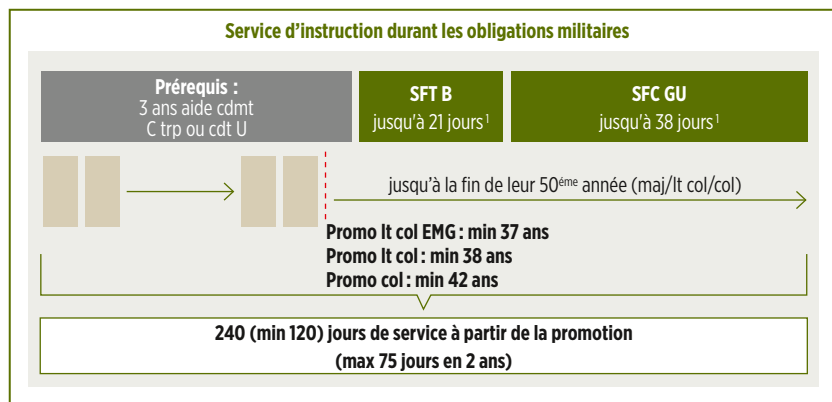 Service d'instruction durant les obligations militaires
Prérequis :
3 ans aide cdmt
C trp ou cdt U
SFT B
jusqu'à 21 jours¹
SFC GU
jusqu'à 38 jours¹
jusqu'à la fin de leur 50éme année (maj/lt col/col)
Promo lt col EMG : min 37 ans
Promo lt col : min 38 ans
Promo col : min 42 ans
240 (min 120) jours de service à partir de la promotion
(max 75 jours en 2 ans)